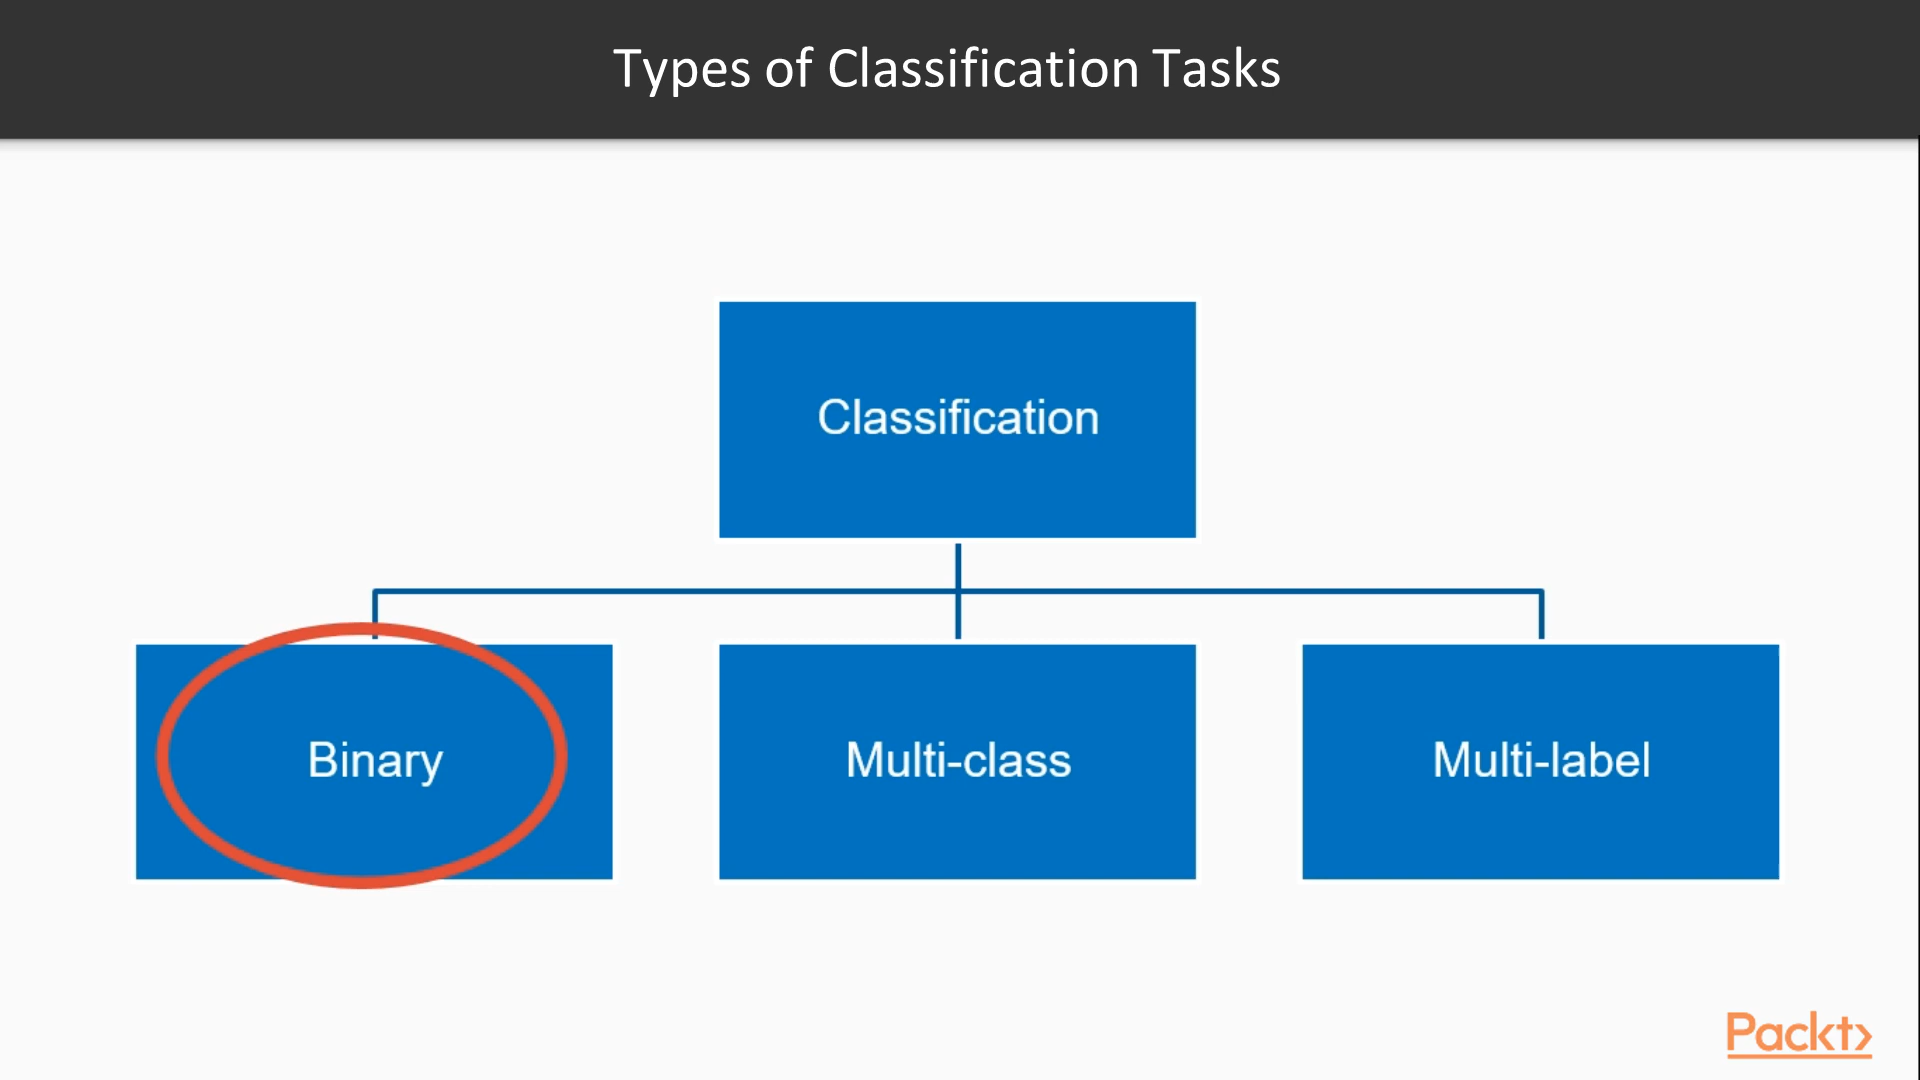 Types of Classification Tasks
Classification
Binary
Multi-class
Multi-label
Packt>